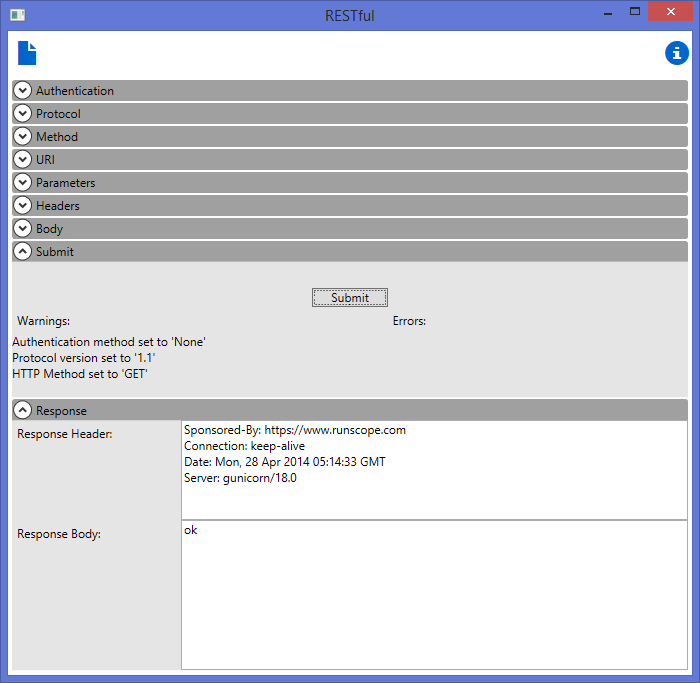 RESTful
Authentication
Protocol
Method
URI
Parameters
Headers
Body
Submit
Submit
Warnings:
Errors:
Authentication method set to 'None'
Protocol version set to '1.1'
HTTP Method set to 'GET'
Response
Response Header:
Sponsored-By: https://www.runscope.com
Connection: keep-alive
Date: Mon, 28 Apr 2014 05:14:33 GMT
Server: gunicorn/18.0
Response Body:
ok